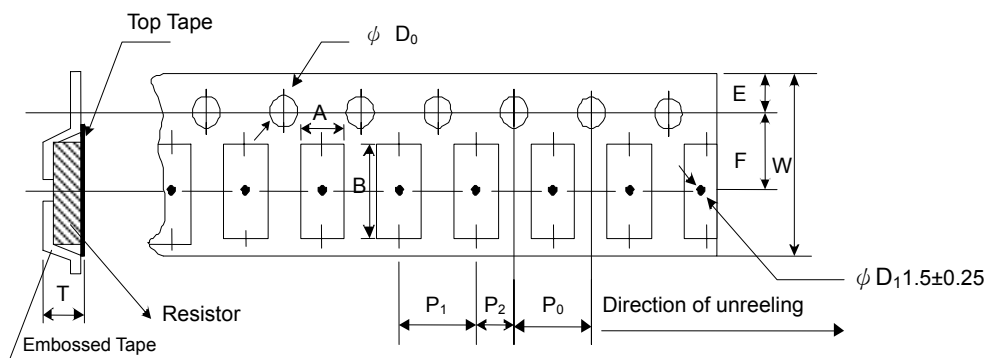 Top Tape
ψ D₀
A
E
B
F
W
ψ D₁ 1.5±0.25
T
Resistor
P₁
P₂
P₀
Direction of unreeling
Embossed Tape